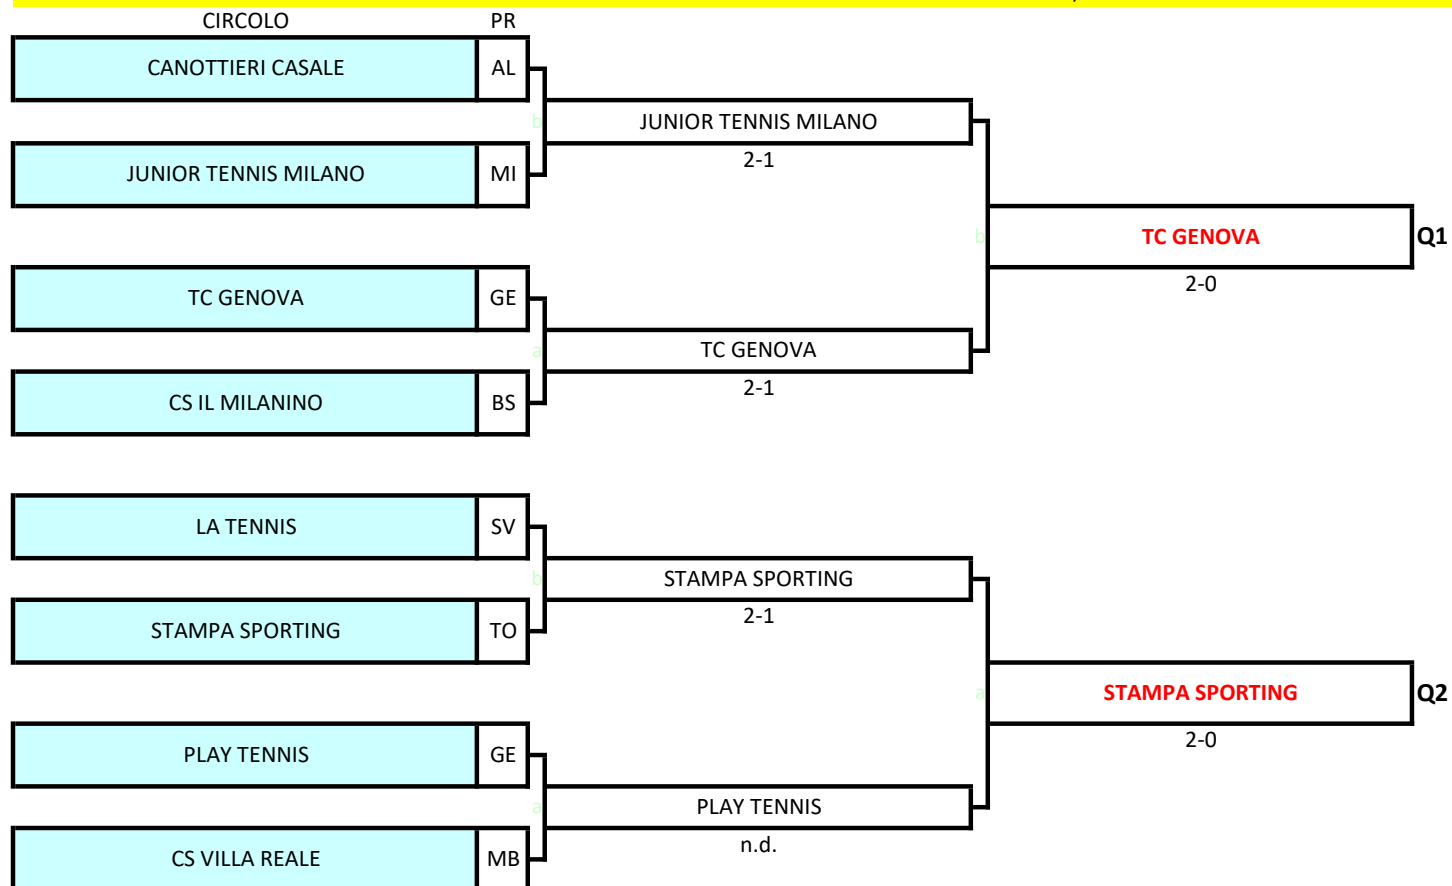 CIRCOLO PR
CANOTTIERI CASALE AL
b JUNIOR TENNIS MILANO
2-1
JUNIOR TENNIS MILANO MI
b TC GENOVA Q1
2-0
TC GENOVA GE
a TC GENOVA
2-1
CS IL MILANINO BS
LA TENNIS SV
b STAMPA SPORTING
2-1
STAMPA SPORTING TO
a STAMPA SPORTING Q2
2-0
PLAY TENNIS GE
a PLAY TENNIS
n.d.
CS VILLA REALE MB